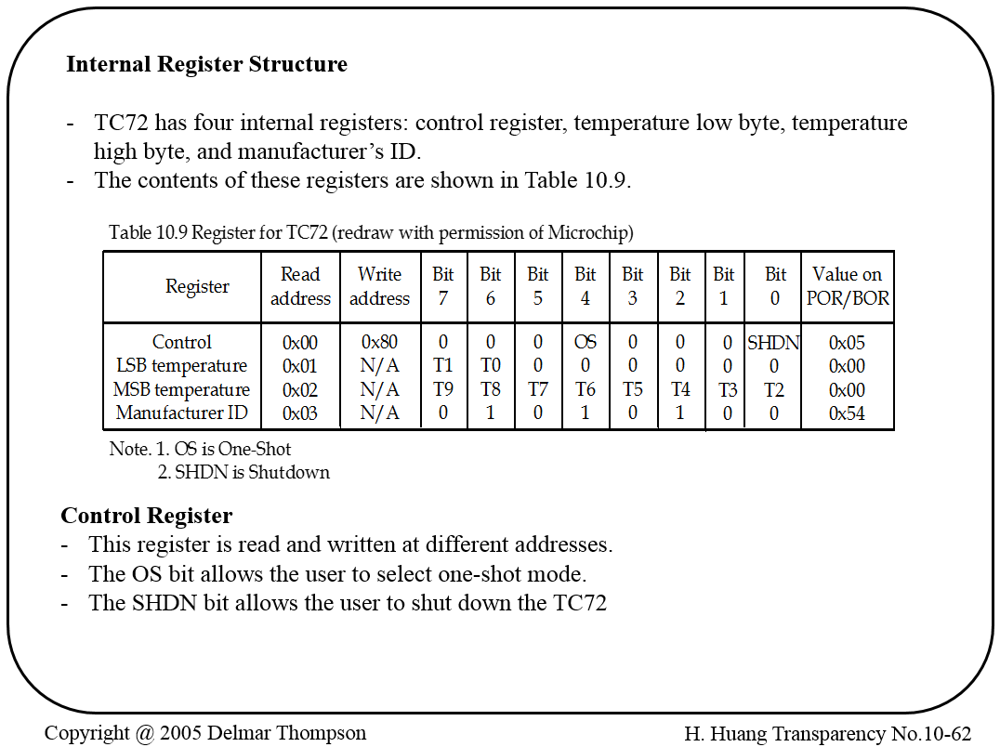 Internal Register Structure
- TC72 has four internal registers: control register, temperature low byte, temperature
high byte, and manufacturer’s ID.
- The contents of these registers are shown in Table 10.9.
Table 10.9 Register for TC72 (redraw with permission of Microchip)
Register Read address Write address Bit 7 Bit 6 Bit 5 Bit 4 Bit 3 Bit 2 Bit 1 Bit 0 Value on POR/BOR
Control 0x00 0x80 0 0 0 OS 0 0 0 SHDN 0x05
LSB temperature 0x01 N/A T1 T0 0 0 0 0 0 0 0x00
MSB temperature 0x02 N/A T9 T8 T7 T6 T5 T4 T3 T2 0x00
Manufacturer ID 0x03 N/A 0 1 0 1 0 1 0 0 0x54
Note. 1. OS is One-Shot
2. SHDN is Shutdown
Control Register
- This register is read and written at different addresses.
- The OS bit allows the user to select one-shot mode.
- The SHDN bit allows the user to shut down the TC72
Copyright @ 2005 Delmar Thompson
H. Huang Transparency No.10-62